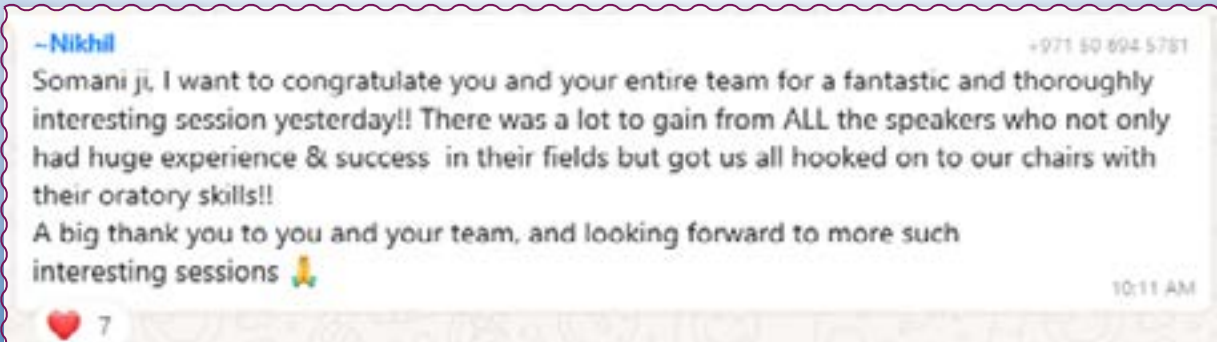 ~Nikhil +971 50 694 5781
Somani ji, I want to congratulate you and your entire team for a fantastic and thoroughly
interesting session yesterday!! There was a lot to gain from ALL the speakers who not only
had huge experience & success in their fields but got us all hooked on to our chairs with
their oratory skills!!
A big thank you to you and your team, and looking forward to more such
interesting sessions 🙏
10:11 AM
❤️ 7